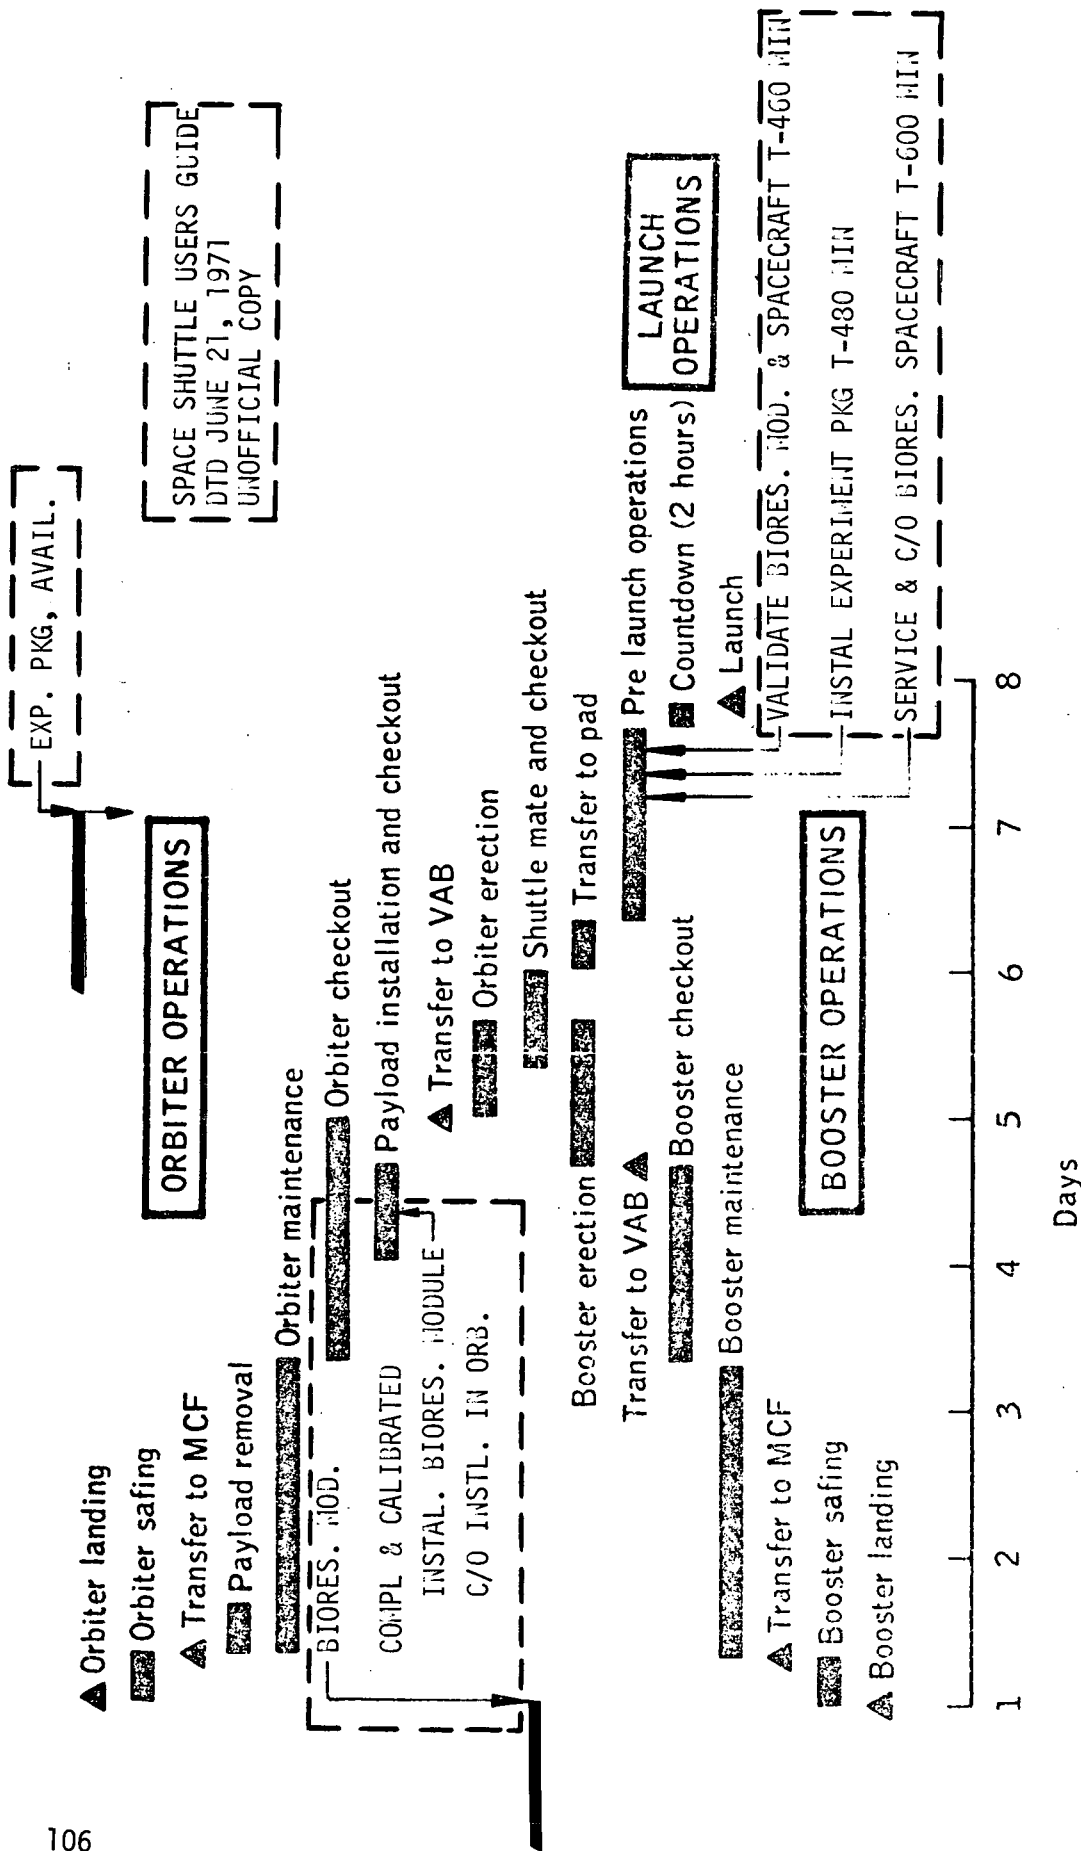 106
EXP. PKG, AVAIL.
SPACE SHUTTLE USERS GUIDE
DTD JUNE 21, 1971
UNOFFICIAL COPY
ORBITER OPERATIONS
Orbiter landing
Orbiter safing
Transfer to MCF
Payload removal
Orbiter maintenance
Orbiter checkout
Payload installation and checkout
Transfer to VAB
Orbiter erection
Shuttle mate and checkout
BIORES. MOD.
COMPL & CALIBRATED
INSTAL. BIORES. MODULE
C/O INSTL. IN ORB.
Booster erection
Transfer to pad
Transfer to VAB
Pre launch operations
LAUNCH
OPERATIONS
Booster checkout
Countdown (2 hours)
Booster maintenance
Launch
Transfer to MCF
VALIDATE BIORES. MOD. & SPACECRAFT T-460 MIN
Booster safing
BOOSTER OPERATIONS
INSTAL EXPERIMENT PKG T-480 MIN
Booster landing
SERVICE & C/O BIORES. SPACECRAFT T-600 MIN
1 2 3 4 5 6 7 8
Days